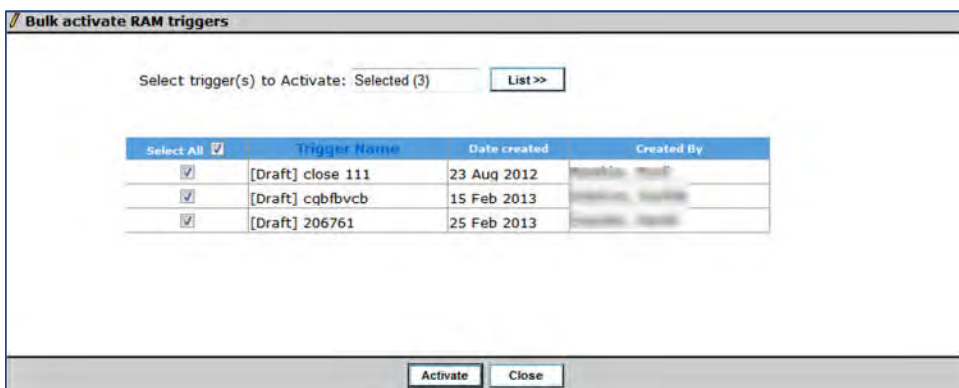 Bulk activate RAM triggers
Select trigger(s) to Activate: Selected (3) List >>
Select All Trigger Name Date created Created By
[Draft] close 111 23 Aug 2012
[Draft] cqbfbvcb 15 Feb 2013
[Draft] 206761 25 Feb 2013
Activate Close